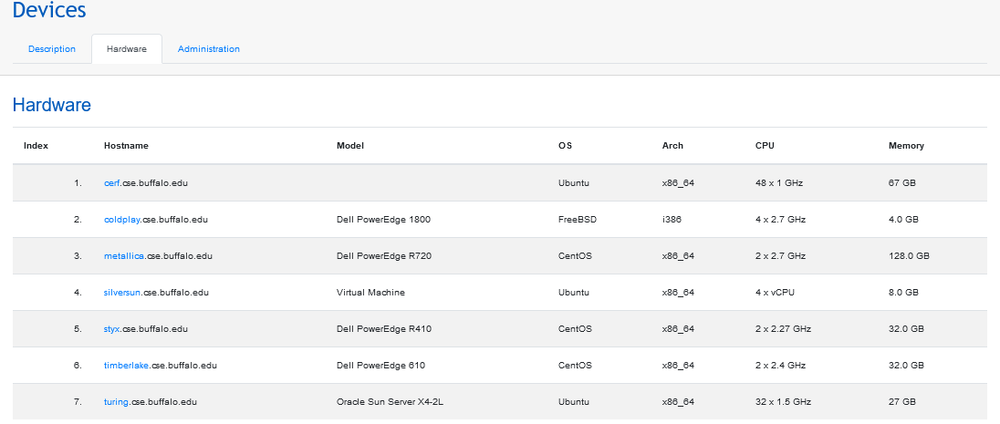 Devices
Description Hardware Administration
Hardware
Index Hostname Model OS Arch CPU Memory
1. cerf.cse.buffalo.edu Ubuntu x86_64 48 x 1 GHz 67 GB
2. coldplay.cse.buffalo.edu Dell PowerEdge 1800 FreeBSD i386 4 x 2.7 GHz 4.0 GB
3. metallica.cse.buffalo.edu Dell PowerEdge R720 CentOS x86_64 2 x 2.7 GHz 128.0 GB
4. silversun.cse.buffalo.edu Virtual Machine Ubuntu x86_64 4 x vCPU 8.0 GB
5. styx.cse.buffalo.edu Dell PowerEdge R410 CentOS x86_64 2 x 2.27 GHz 32.0 GB
6. timberlake.cse.buffalo.edu Dell PowerEdge 610 CentOS x86_64 2 x 2.4 GHz 32.0 GB
7. turing.cse.buffalo.edu Oracle Sun Server X4-2L Ubuntu x86_64 32 x 1.5 GHz 27 GB